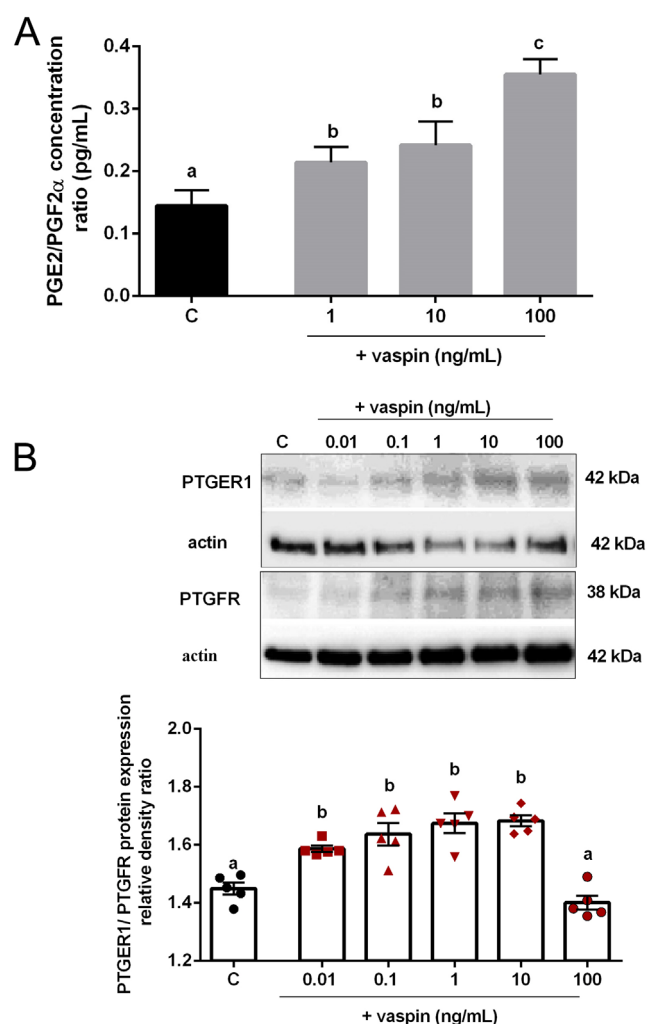 A
PGE2/PGF2α concentration
ratio (pg/mL)
0.4
0.3
0.2
0.1
0.0
a
b
b
c
C
1
10
100
+ vaspin (ng/mL)
B
+ vaspin (ng/mL)
C 0.01 0.1 1 10 100
PTGER1 42 kDa
actin 42 kDa
PTGFR 38 kDa
actin 42 kDa
PTGER1/ PTGFR protein expression
relative density ratio
2.0
1.8
1.6
1.4
1.2
a
b
b
b
b
a
C 0.01 0.1 1 10 100
+ vaspin (ng/mL)